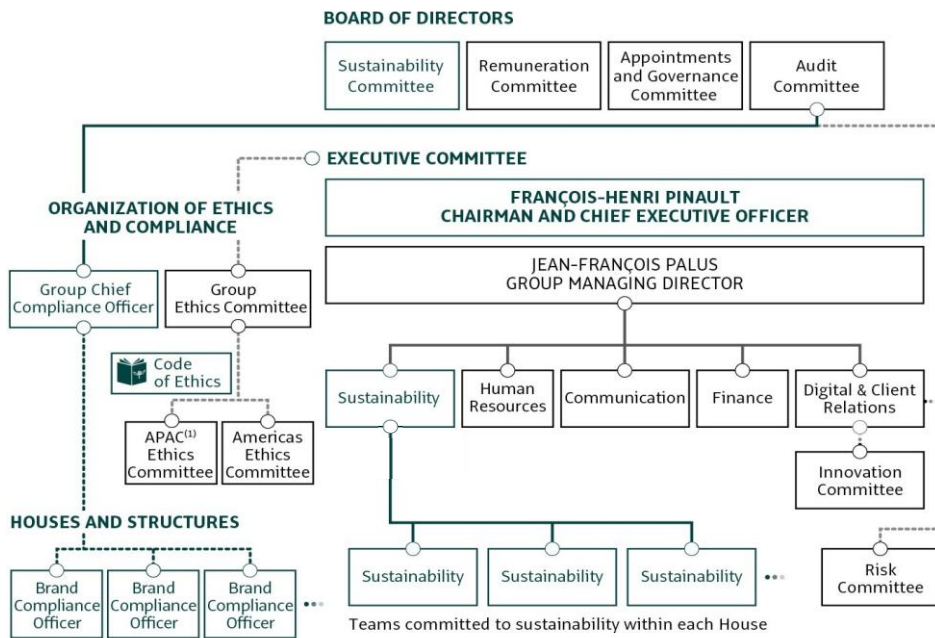 BOARD OF DIRECTORS
Sustainability
Committee
Remuneration
Committee
Appointments
and Governance
Committee
Audit
Committee
EXECUTIVE COMMITTEE
FRANÇOIS-HENRI PINAULT
CHAIRMAN AND CHIEF EXECUTIVE OFFICER
ORGANIZATION OF ETHICS
AND COMPLIANCE
JEAN-FRANÇOIS PALUS
GROUP MANAGING DIRECTOR
Group Chief
Compliance Officer
Group
Ethics Committee
Code
of Ethics
Sustainability
Human
Resources
Communication
Finance
Digital & Client
Relations
APAC(1)
Ethics
Committee
Americas
Ethics
Committee
Innovation
Committee
HOUSES AND STRUCTURES
Brand
Compliance
Officer
Brand
Compliance
Officer
Brand
Compliance
Officer
Sustainability
Sustainability
Sustainability
Risk
Committee
Teams committed to sustainability within each House